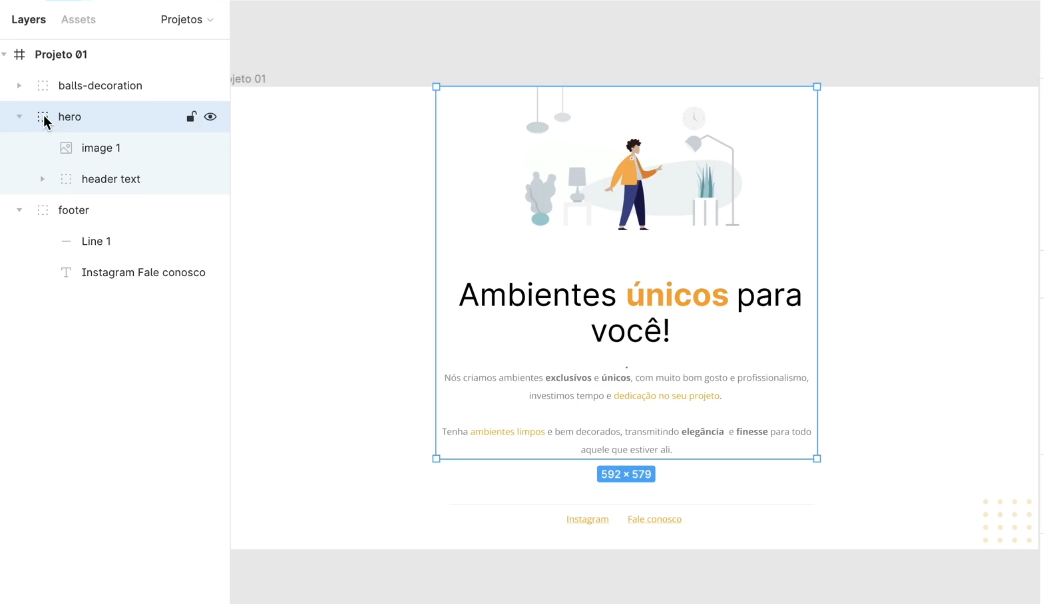 Layers Assets Projetos
Projeto 01
balls-decoration
hero
image 1
header text
footer
Line 1
Instagram Fale conosco
jeto 01
Ambientes únicos para
você!
.
Nós criamos ambientes exclusivos e únicos, com muito bom gosto e profissionalismo,
investimos tempo e dedicação no seu projeto.
Tenha ambientes limpos e bem decorados, transmitindo elegância e finesse para todo
aquele que estiver ali.
592 × 579
Instagram Fale conosco